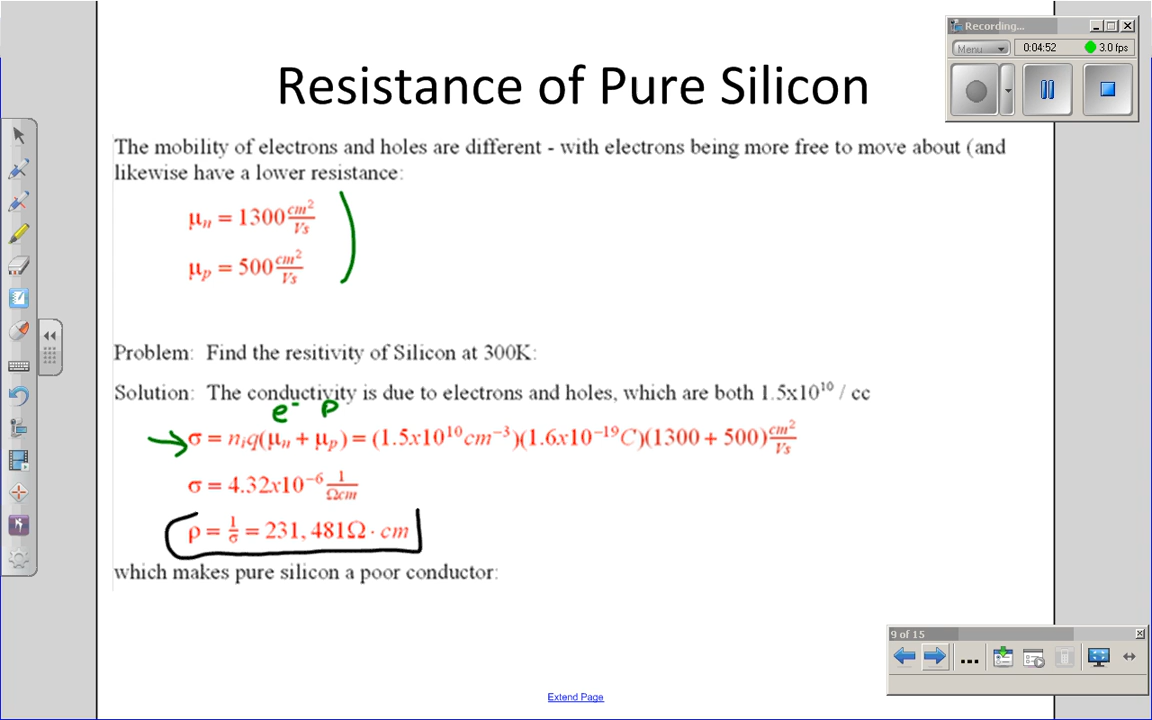 Recording...
Menu
0:04:52
3.0 fps
Resistance of Pure Silicon
The mobility of electrons and holes are different - with electrons being more free to move about (and
likewise have a lower resistance:
μn = 1300 cm²/Vs
μp = 500 cm²/Vs
Problem: Find the resitivity of Silicon at 300K:
Solution: The conductivity is due to electrons and holes, which are both 1.5x10¹⁰ / cc
e⁻ p
σ = nᵢq(μn + μp) = (1.5x10¹⁰cm⁻³)(1.6x10⁻¹⁹C)(1300 + 500) cm²/Vs
σ = 4.32x10⁻⁶ 1/Ωcm
ρ = 1/σ = 231, 481Ω · cm
which makes pure silicon a poor conductor:
9 of 15
Extend Page